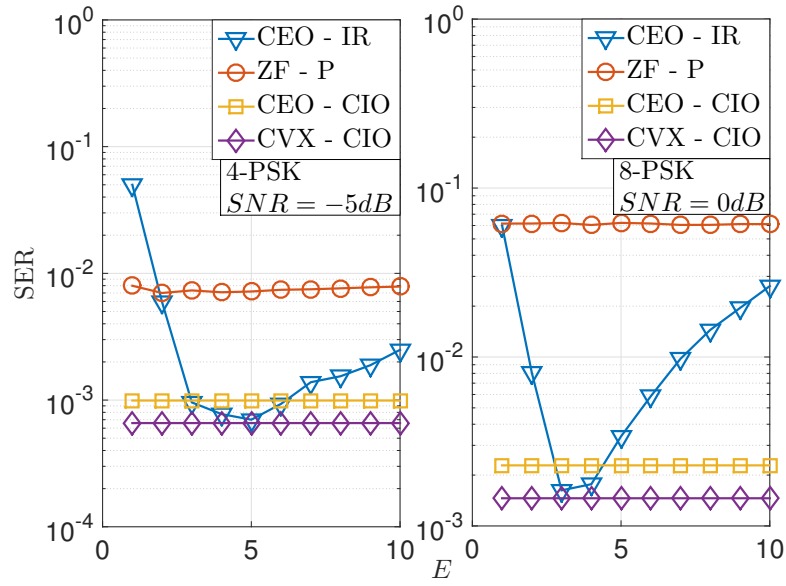 10^0
10^-1
10^-2
10^-3
10^-4
SER
0
5
10
CEO - IR
ZF - P
CEO - CIO
CVX - CIO
4-PSK
SNR = −5dB
10^0
10^-1
10^-2
10^-3
0
5
10
CEO - IR
ZF - P
CEO - CIO
CVX - CIO
8-PSK
SNR = 0dB
E